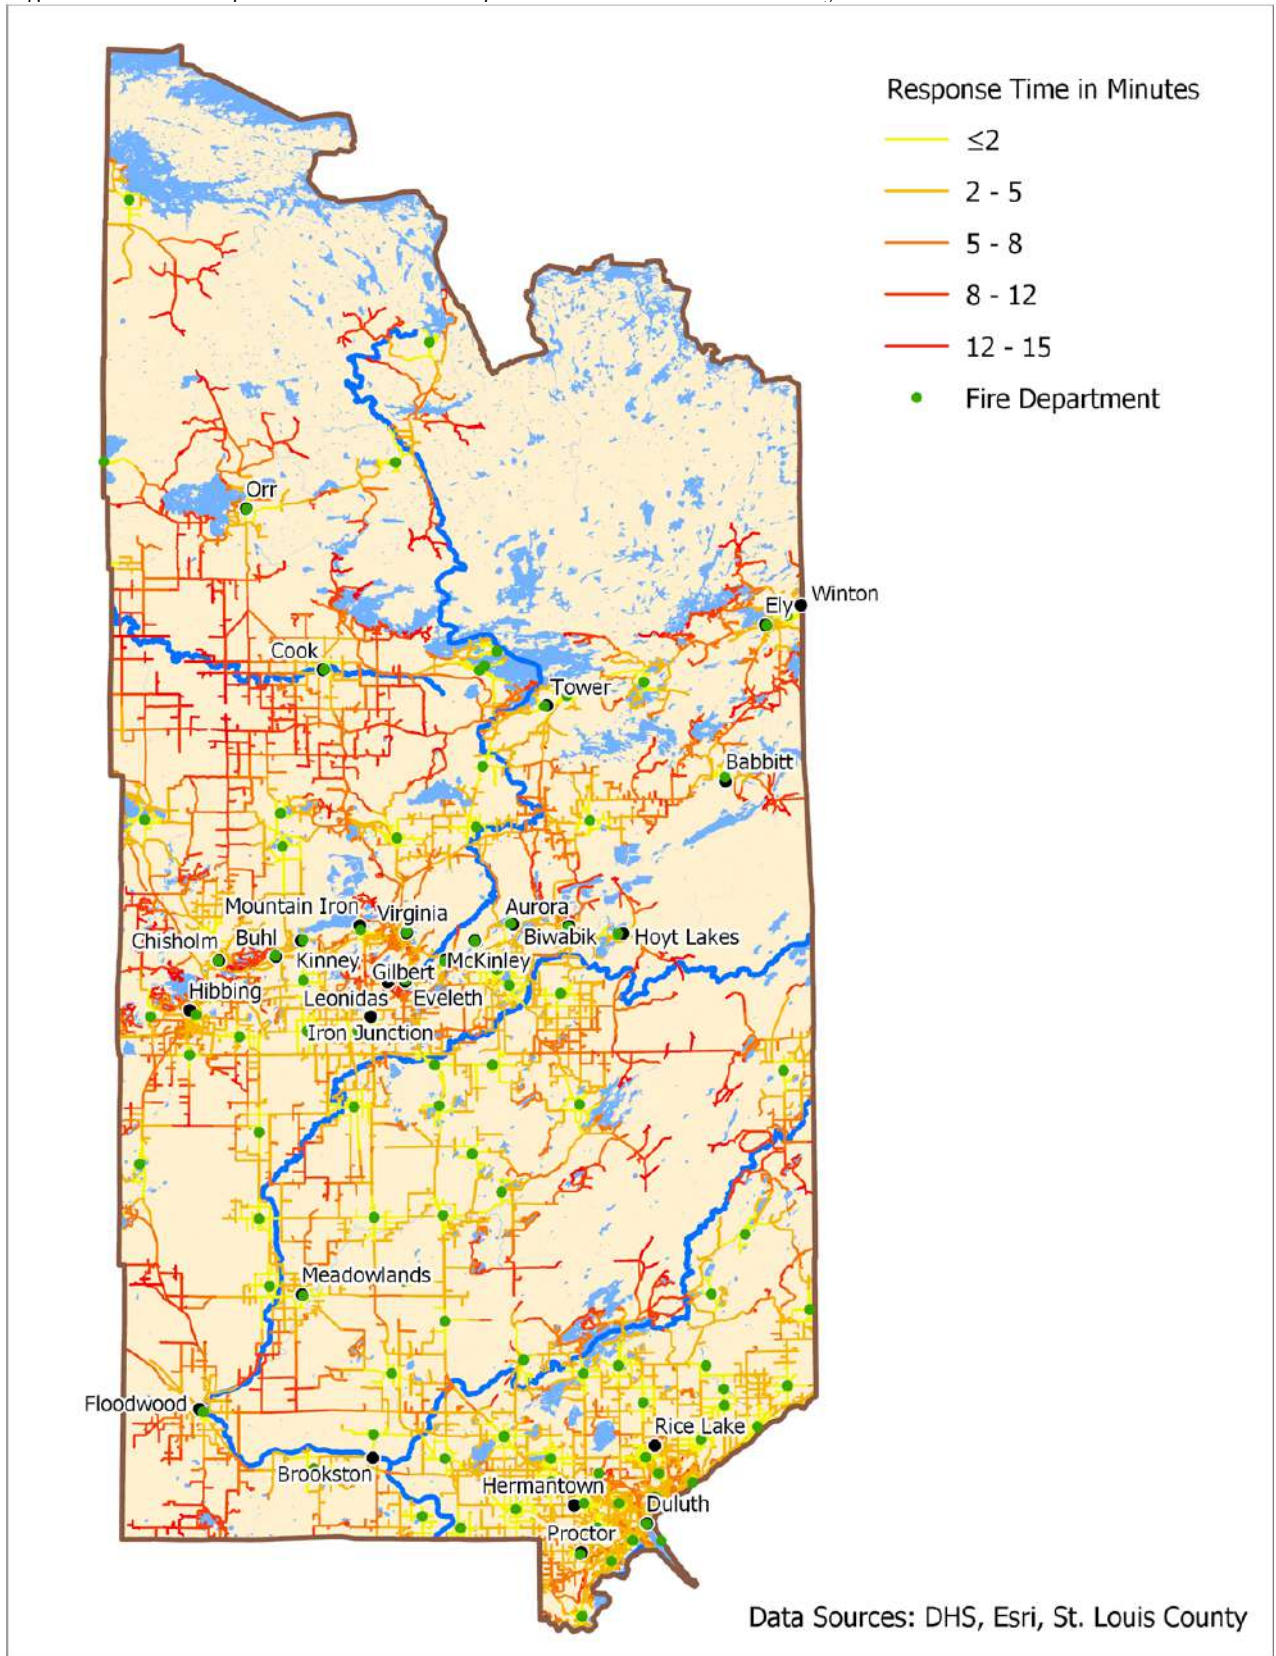 Response Time in Minutes
≤2
2 - 5
5 - 8
8 - 12
12 - 15
Fire Department
Orr
Winton
Ely
Cook
Tower
Babbitt
Mountain Iron
Virginia
Aurora
Chisholm
Buhl
Kinney
McKinley
Biwabik
Hoyt Lakes
Gilbert
Hibbing
Leonidas
Eveleth
Iron Junction
Meadowlands
Floodwood
Rice Lake
Brookston
Hermantown
Duluth
Proctor
Data Sources: DHS, Esri, St. Louis County